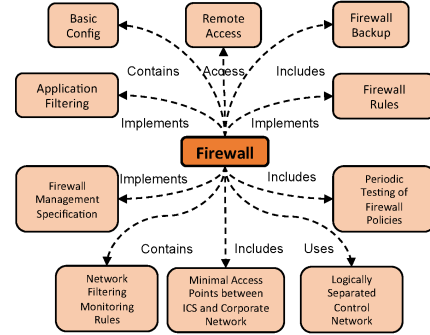 Basic
Config
Remote
Access
Firewall
Backup
Contains
Access
Includes
Application
Filtering
Firewall
Rules
Implements
Implements
Firewall
Firewall
Management
Specification
Implements
Includes
Periodic
Testing of
Firewall
Policies
Contains
Includes
Uses
Network
Filtering
Monitoring
Rules
Minimal Access
Points between
ICS and Corporate
Network
Logically
Separated
Control
Network